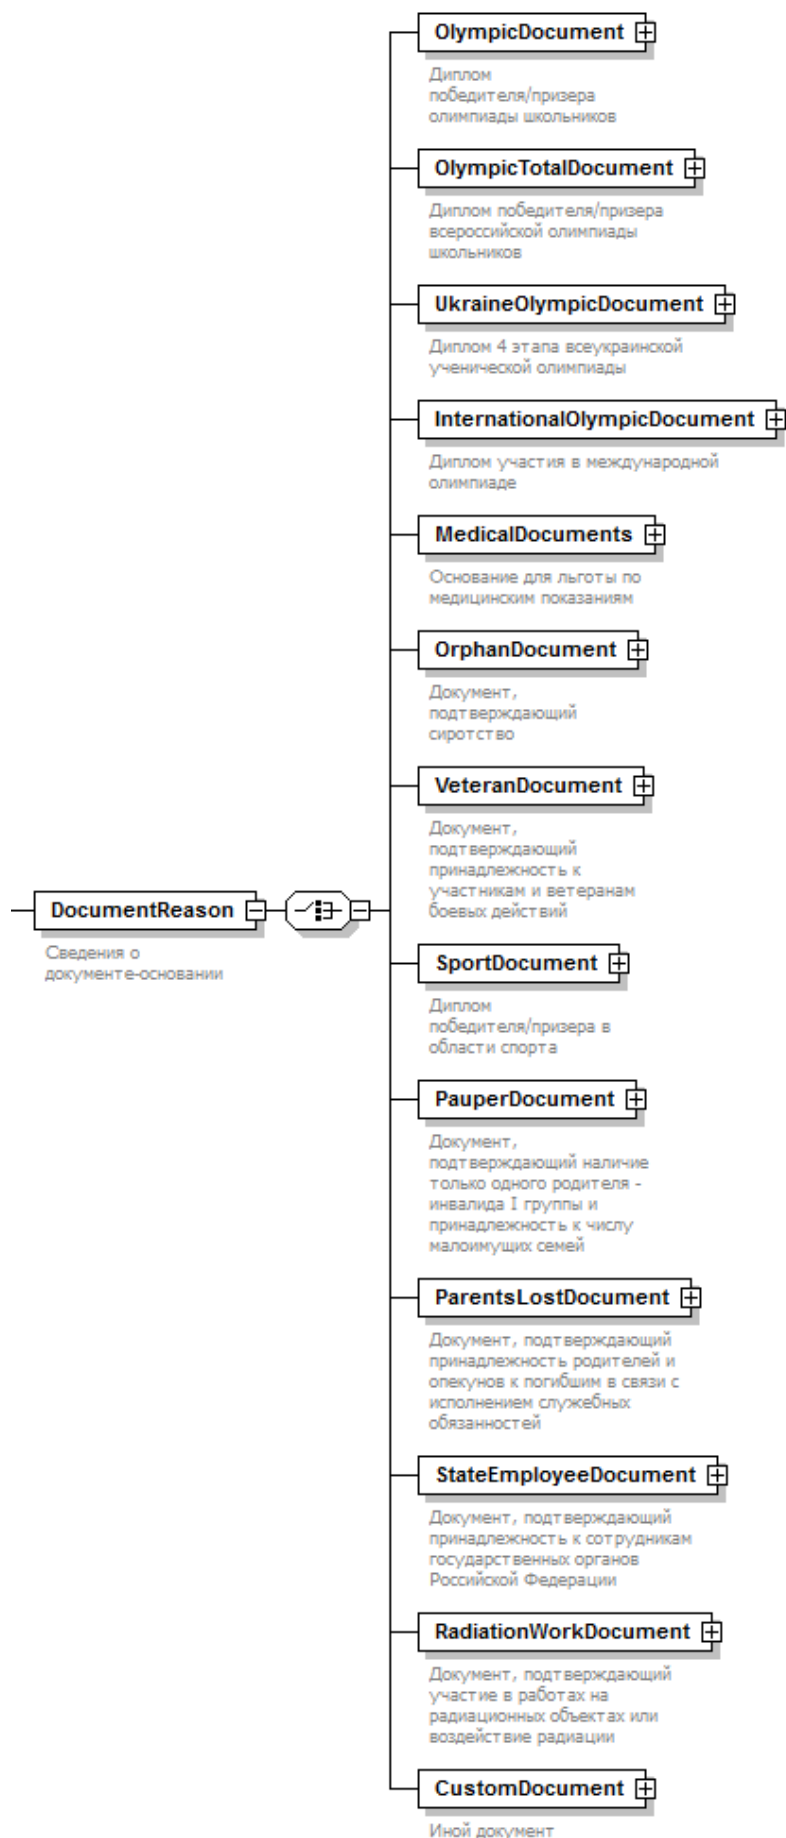 OlympicDocument
Диплом
победителя/призера
олимпиады школьников
OlympicTotalDocument
Диплом победителя/призера
всероссийской олимпиады
школьников
UkraineOlympicDocument
Диплом 4 этапа всеукраинской
ученической олимпиады
InternationalOlympicDocument
Диплом участия в международной
олимпиаде
MedicalDocuments
Основание для льготы по
медицинским показаниям
OrphanDocument
Документ,
подтверждающий
сиротство
VeteranDocument
Документ,
подтверждающий
принадлежность к
участникам и ветеранам
боевых действий
DocumentReason
Сведения о
документе-основании
SportDocument
Диплом
победителя/призера в
области спорта
PauperDocument
Документ,
подтверждающий наличие
только одного родителя -
инвалида I группы и
принадлежность к числу
малоимущих семей
ParentsLostDocument
Документ, подтверждающий
принадлежность родителей и
опекунов к погибшим в связи с
исполнением служебных
обязанностей
StateEmployeeDocument
Документ, подтверждающий
принадлежность к сотрудникам
государственных органов
Российской Федерации
RadiationWorkDocument
Документ, подтверждающий
участие в работах на
радиационных объектах или
воздействие радиации
CustomDocument
Иной документ